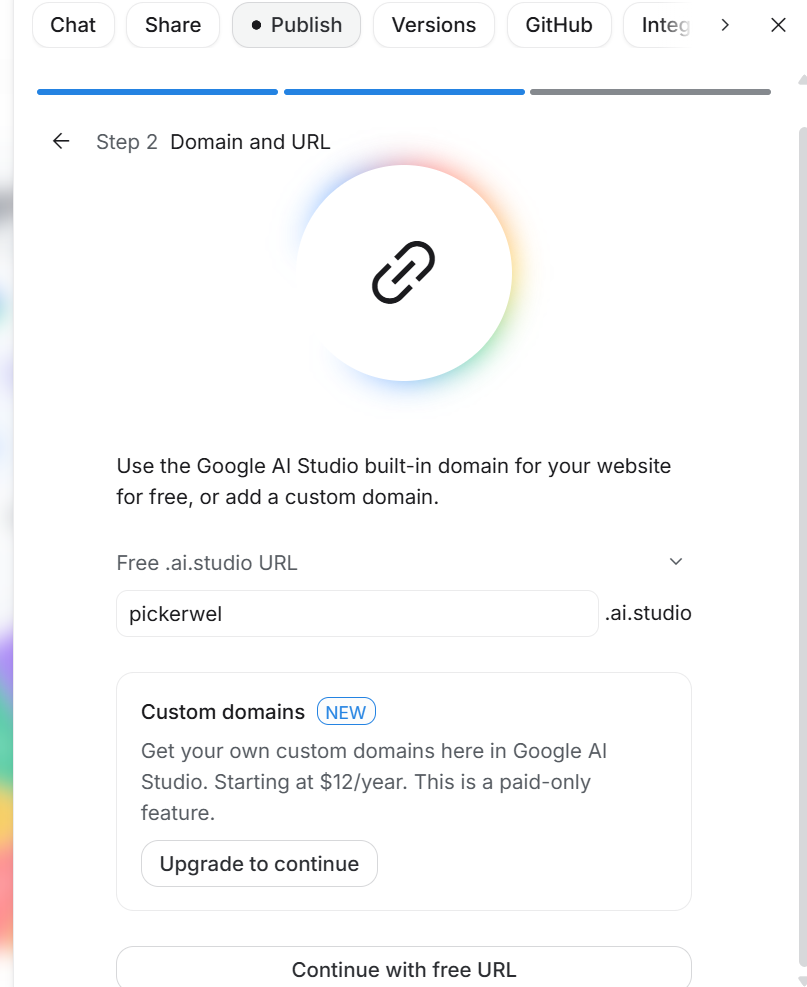 Chat Share Publish Versions GitHub Integ
Step 2 Domain and URL
Use the Google AI Studio built-in domain for your website
for free, or add a custom domain.
Free .ai.studio URL
pickerwel .ai.studio
Custom domains NEW
Get your own custom domains here in Google AI
Studio. Starting at $12/year. This is a paid-only
feature.
Upgrade to continue
Continue with free URL